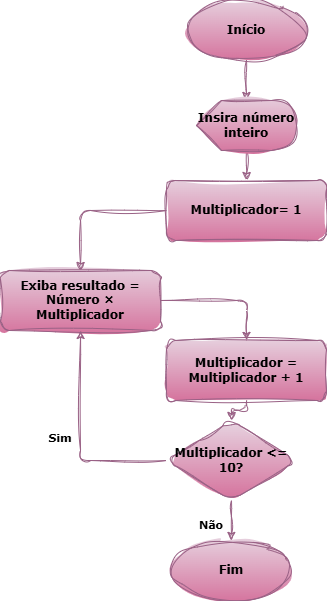 Início
Insira número
inteiro
Multiplicador= 1
Exiba resultado =
Número ×
Multiplicador
Multiplicador =
Multiplicador + 1
Multiplicador <=
10?
Sim
Não
Fim